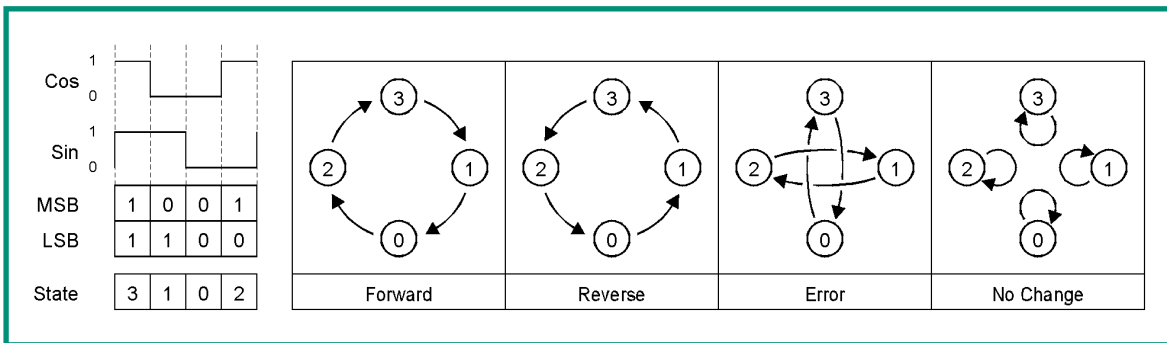 Cos 1
0
Sin 1
0
MSB 1 0 0 1
LSB 1 1 0 0
State 3 1 0 2
3
2 1
0
Forward
3
2 1
0
Reverse
3
2 1
0
Error
3
2 1
0
No Change